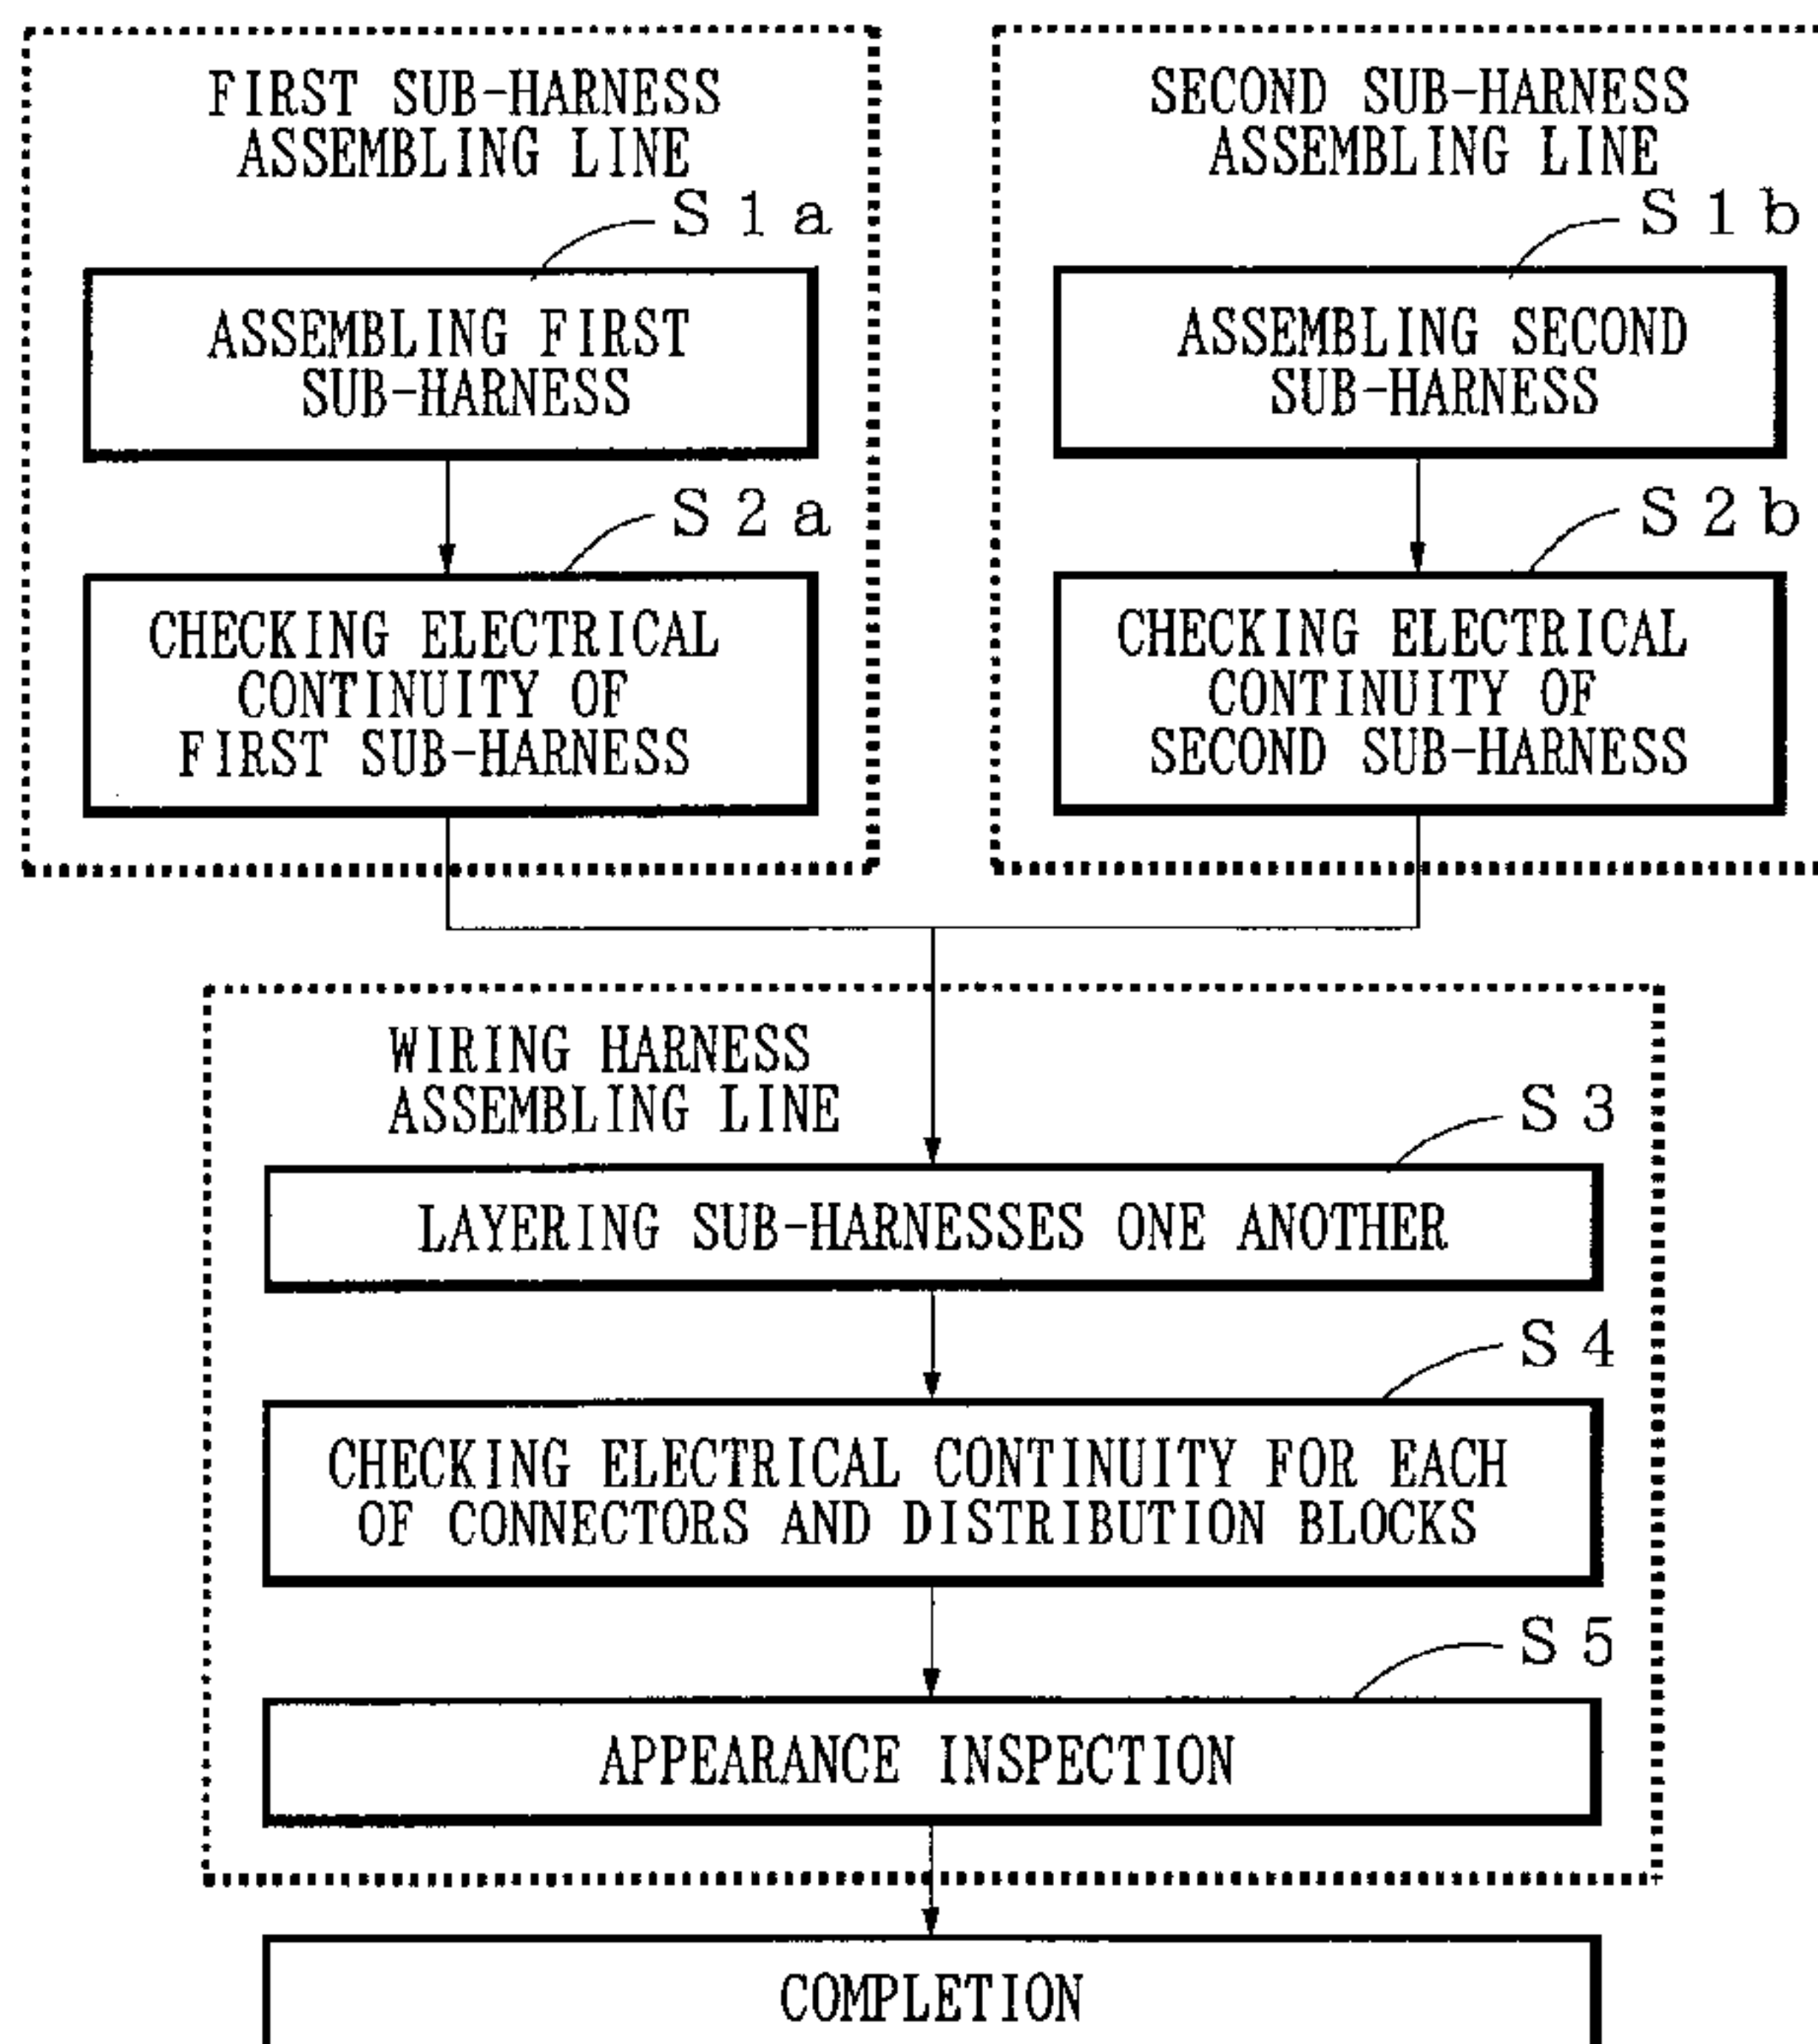 FIRST SUB-HARNESS
ASSEMBLING LINE
S1a
ASSEMBLING FIRST
SUB-HARNESS
S2a
CHECKING ELECTRICAL
CONTINUITY OF
FIRST SUB-HARNESS
SECOND SUB-HARNESS
ASSEMBLING LINE
S1b
ASSEMBLING SECOND
SUB-HARNESS
S2b
CHECKING ELECTRICAL
CONTINUITY OF
SECOND SUB-HARNESS
WIRING HARNESS
ASSEMBLING LINE
S3
LAYERING SUB-HARNESSES ONE ANOTHER
S4
CHECKING ELECTRICAL CONTINUITY FOR EACH
OF CONNECTORS AND DISTRIBUTION BLOCKS
S5
APPEARANCE INSPECTION
COMPLETION